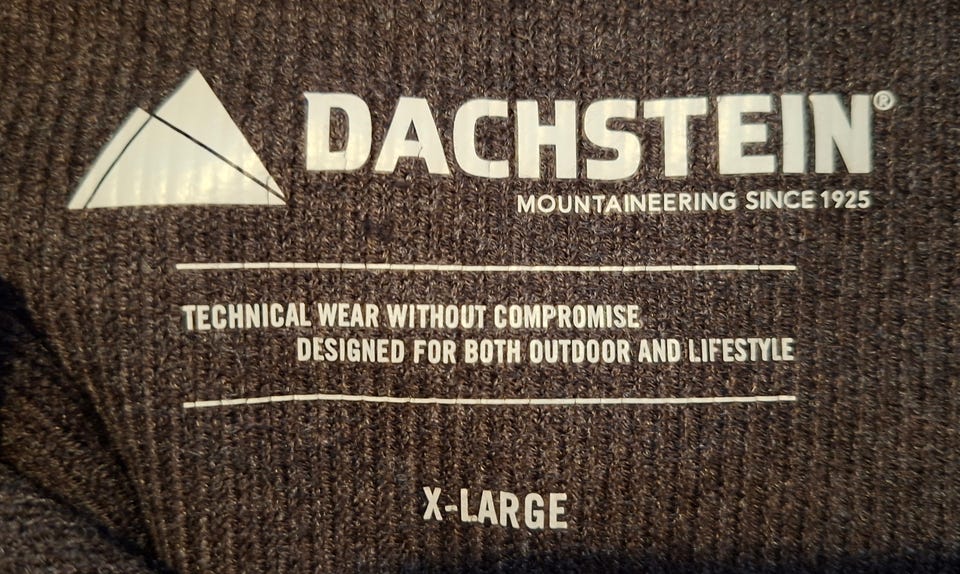 DACHSTEIN®
MOUNTAINEERING SINCE 1925
TECHNICAL WEAR WITHOUT COMPROMISE
DESIGNED FOR BOTH OUTDOOR AND LIFESTYLE
X-LARGE